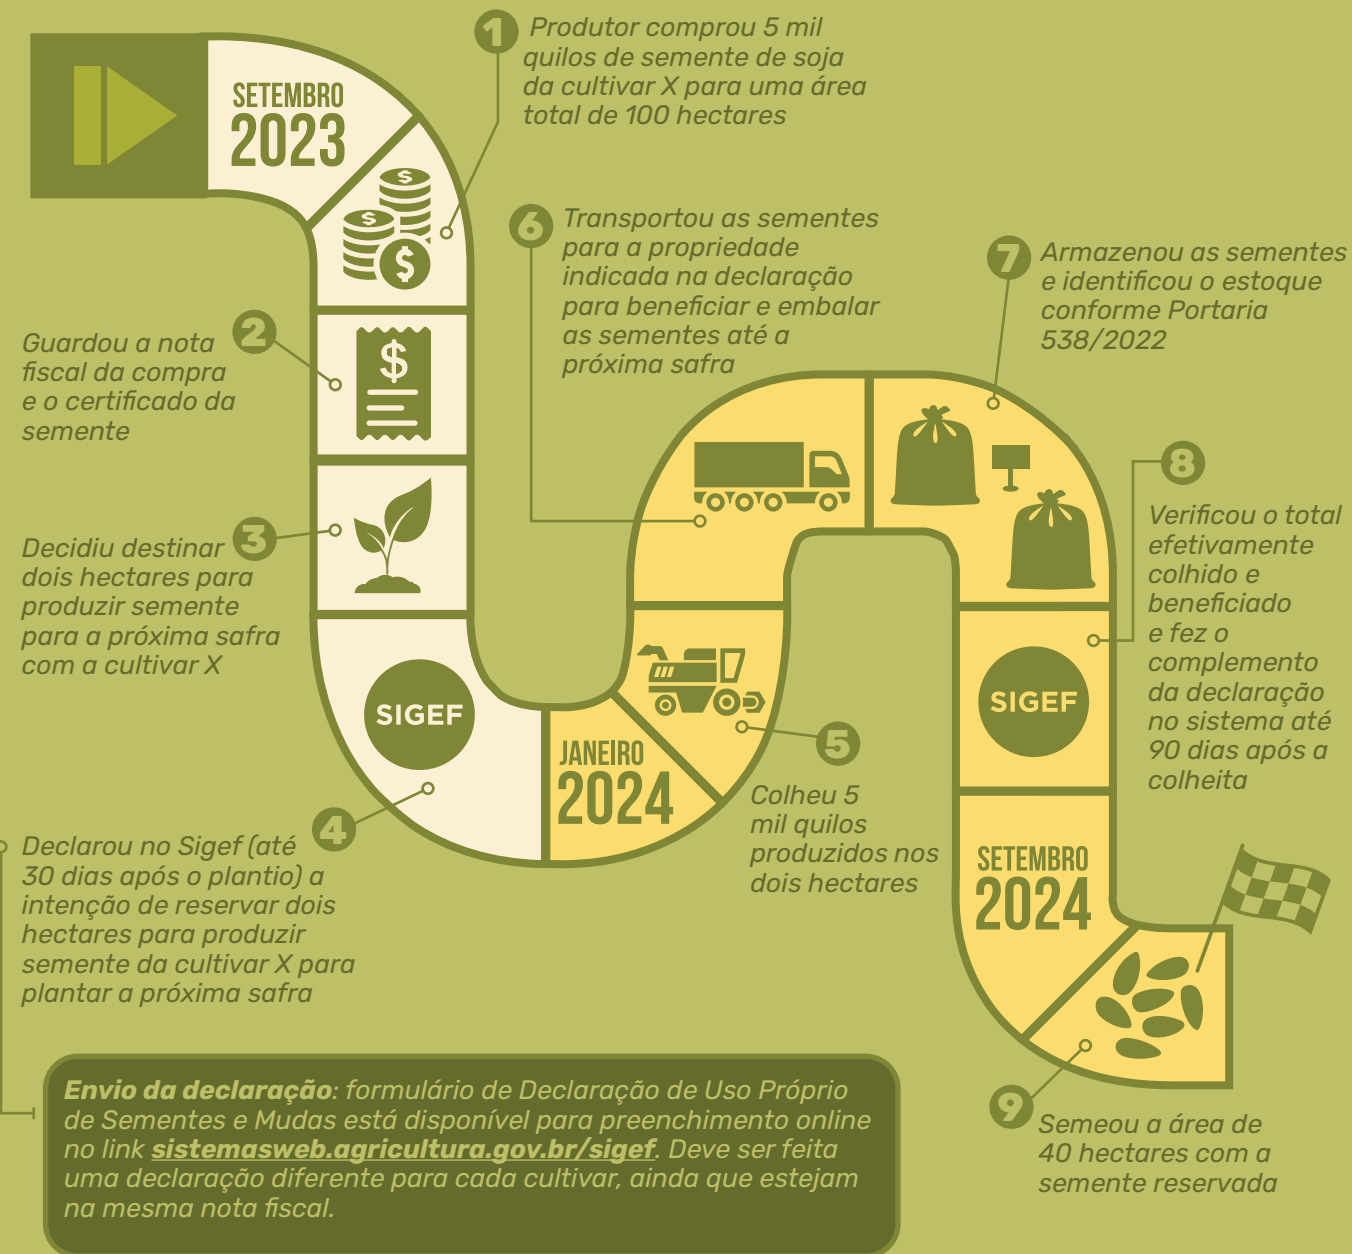 SETEMBRO
2023
1
Produtor comprou 5 mil
quilos de semente de soja
da cultivar X para uma área
total de 100 hectares
2
Guardou a nota
fiscal da compra
e o certificado da
semente
3
Decidiu destinar
dois hectares para
produzir semente
para a próxima safra
com a cultivar X
SIGEF
4
Declarou no Sigef (até
30 dias após o plantio) a
intenção de reservar dois
hectares para produzir
semente da cultivar X para
plantar a próxima safra
JANEIRO
2024
5
Colheu 5
mil quilos
produzidos nos
dois hectares
6
Transportou as sementes
para a propriedade
indicada na declaração
para beneficiar e embalar
as sementes até a
próxima safra
7
Armazenou as sementes
e identificou o estoque
conforme Portaria
538/2022
8
Verificou o total
efetivamente
colhido e
beneficiado
e fez o
complemento
da declaração
no sistema até
90 dias após a
colheita
SIGEF
SETEMBRO
2024
9
Semeou a área de
40 hectares com a
semente reservada
Envio da declaração: formulário de Declaração de Uso Próprio
de Sementes e Mudas está disponível para preenchimento online
no link sistemasweb.agricultura.gov.br/sigef. Deve ser feita
uma declaração diferente para cada cultivar, ainda que estejam
na mesma nota fiscal.
$
$
$
$